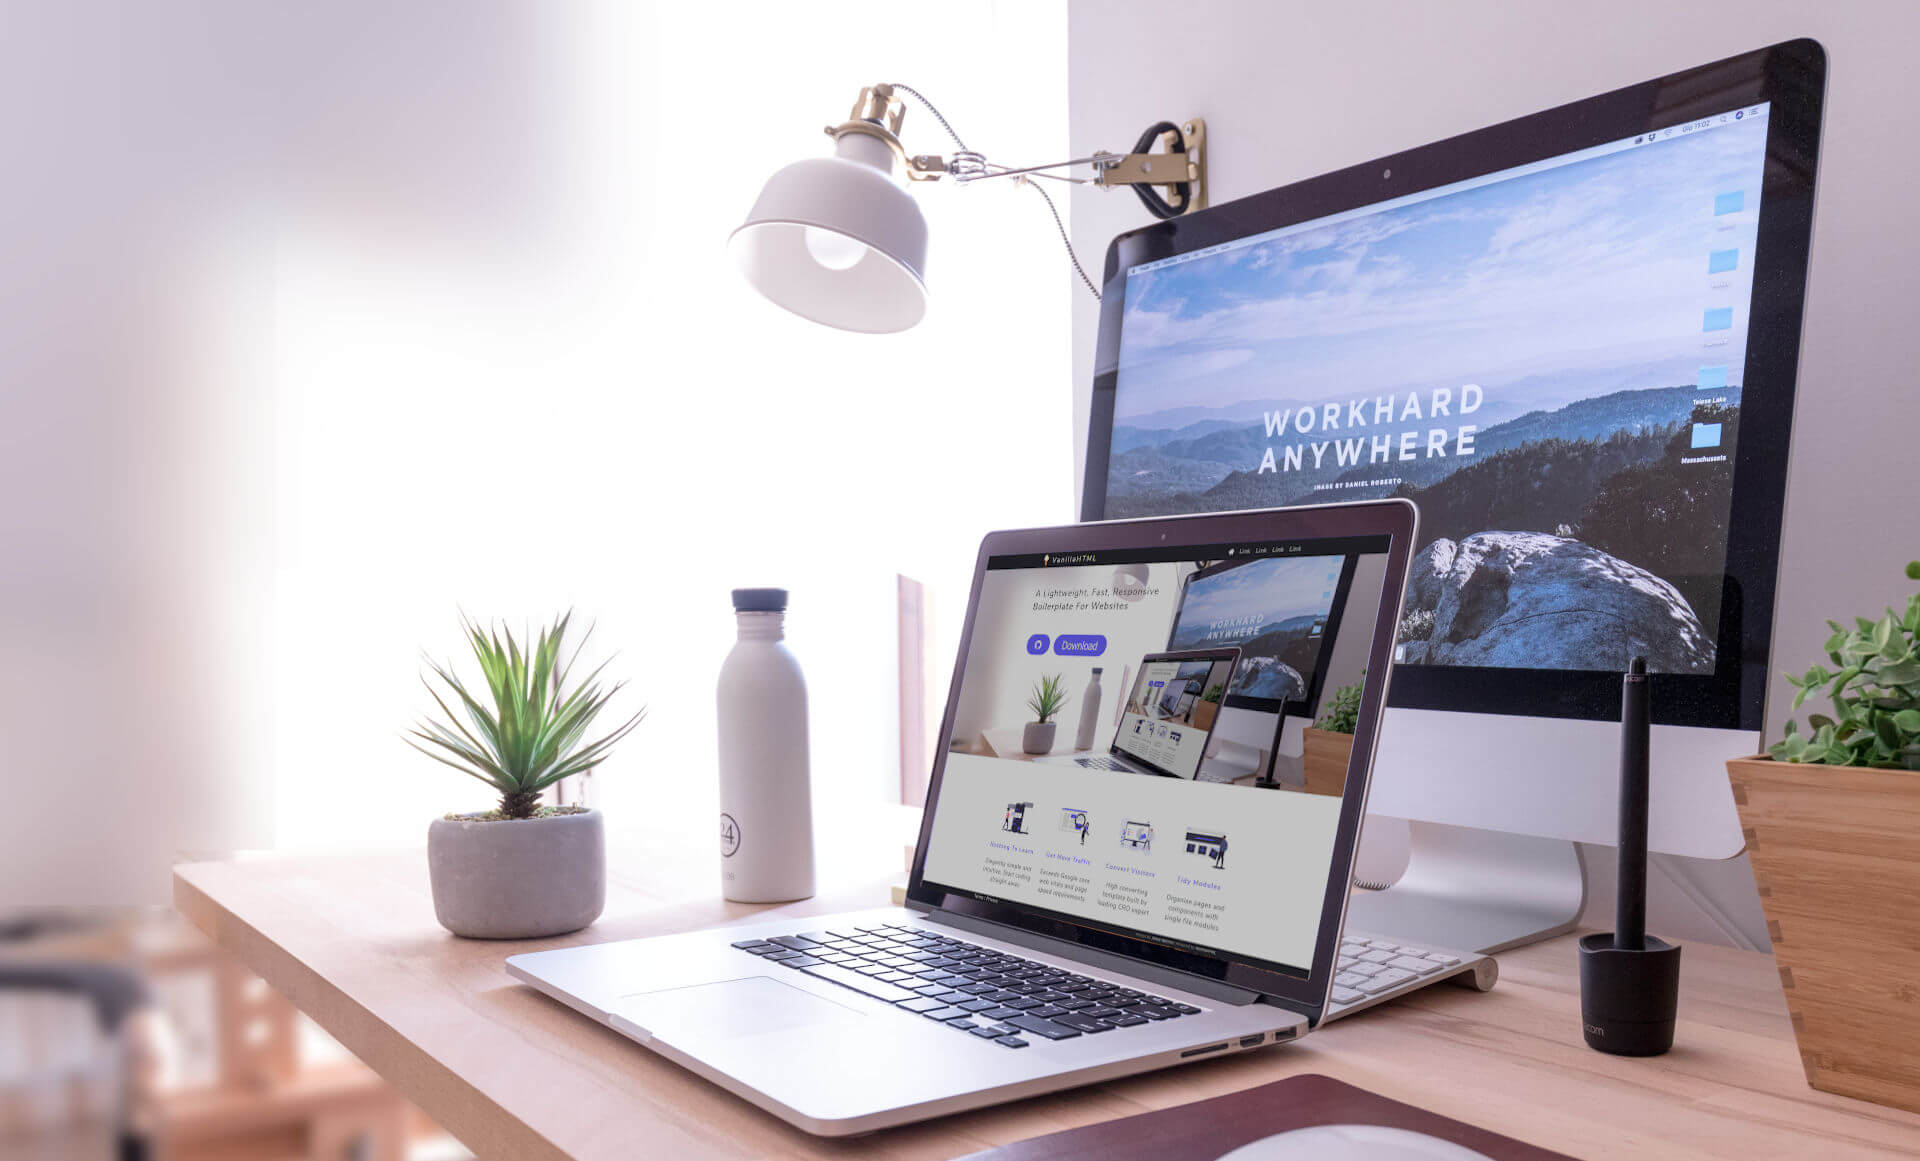 Gio 11:02
WORKHARD
ANYWHERE
IMAGE BY DANIEL ROBERTO
Massachusetts
VanillaHTML
Link Link Link Link
A Lightweight, Fast, Responsive
Boilerplate For Websites
Download
WORKHARD
ANYWHERE
Nothing To Learn
Elegantly simple and
intuitive. Start coding
straight away
Get More Traffic
Exceeds Google core
web vitals and page
speed requirements
Convert Visitors
High converting
template built by
leading CRO expert
Tidy Modules
Organise pages and
components with
single file modules
24